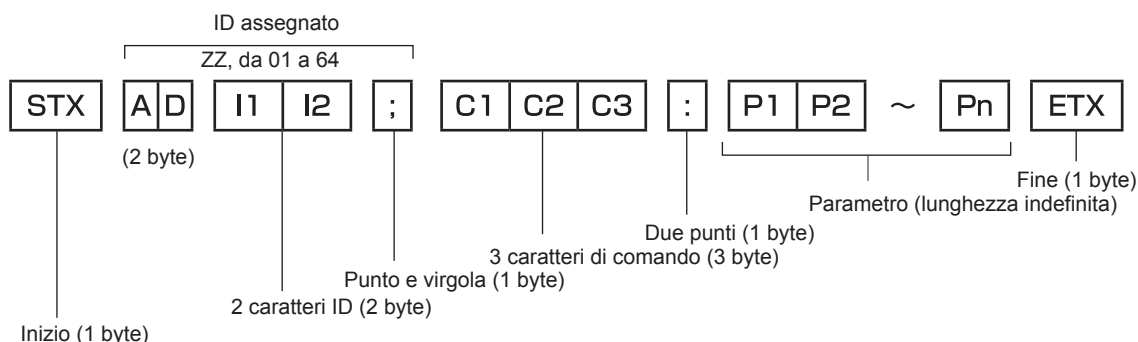 ID assegnato
ZZ, da 01 a 64
STX A D I1 I2 ; C1 C2 C3 : P1 P2 ~ Pn ETX
(2 byte)
Fine (1 byte)
Parametro (lunghezza indefinita)
Due punti (1 byte)
3 caratteri di comando (3 byte)
Punto e virgola (1 byte)
2 caratteri ID (2 byte)
Inizio (1 byte)